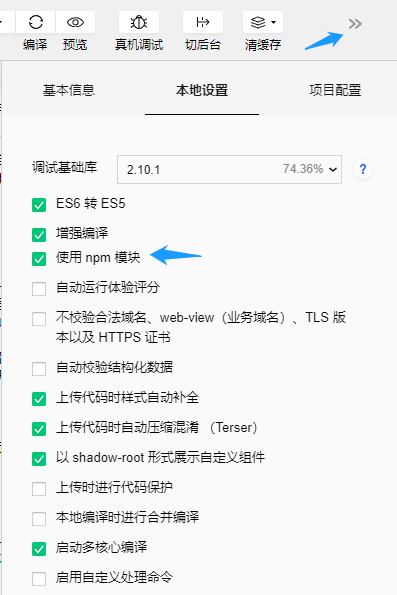 编译 预览 真机调试 切后台 清缓存
基本信息 本地设置 项目配置
调试基础库 2.10.1 74.36% ?
ES6 转 ES5
增强编译
使用 npm 模块
自动运行体验评分
不校验合法域名、web-view（业务域名）、TLS 版
本以及 HTTPS 证书
自动校验结构化数据
上传代码时样式自动补全
上传代码时自动压缩混淆 （Terser）
以 shadow-root 形式展示自定义组件
上传时进行代码保护
本地编译时进行合并编译
启动多核心编译
启用自定义处理命令